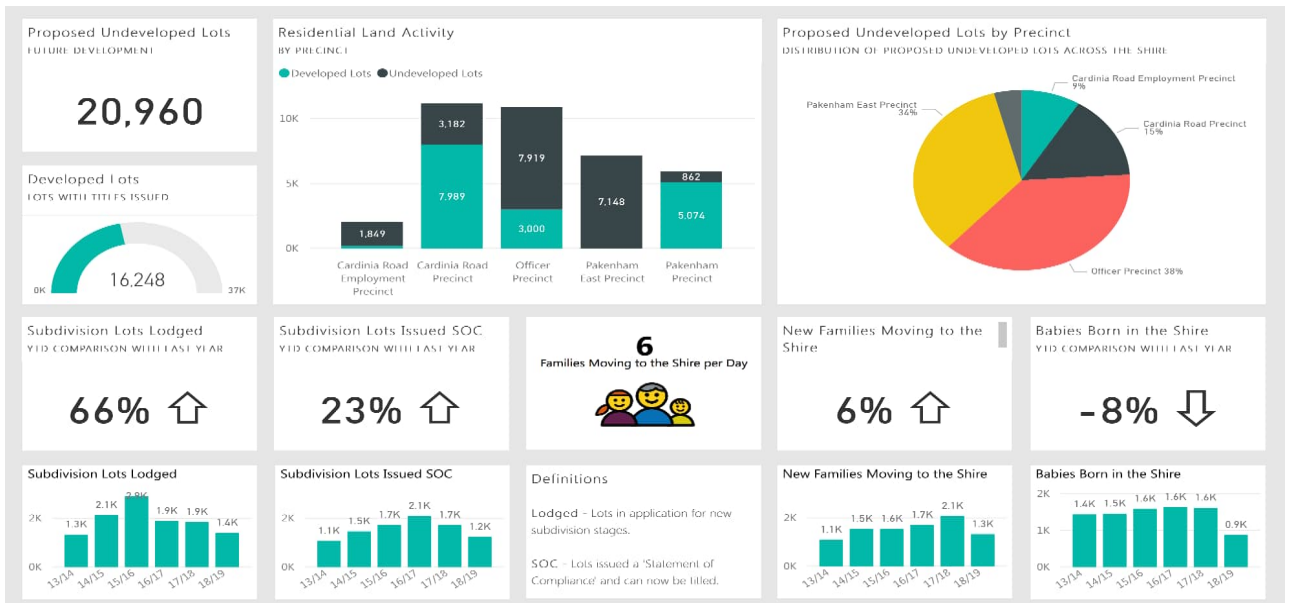 Proposed Undeveloped Lots
FUTURE DEVELOPMENT
20,960
Developed Lots
LOTS WITH TITLES ISSUED
16,248
0K
37K
Residential Land Activity
BY PRECINCT
Developed Lots Undeveloped Lots
10K
5K
0K
1,849
3,182
7,989
7,919
3,000
7,148
862
5,074
Cardinia Road
Employment
Precinct
Cardinia Road
Precinct
Officer
Precinct
Pakenham
East Precinct
Pakenham
Precinct
Proposed Undeveloped Lots by Precinct
DISTRIBUTION OF PROPOSED UNDEVELOPED LOTS ACROSS THE SHIRE
Cardinia Road Employment Precinct
9%
Cardinia Road Precinct
15%
Pakenham East Precinct
34%
Officer Precinct 38%
Subdivision Lots Lodged
YTD COMPARISON WITH LAST YEAR
66%
Subdivision Lots Issued SOC
YTD COMPARISON WITH LAST YEAR
23%
6
Families Moving to the Shire per Day
New Families Moving to the
Shire
6%
Babies Born in the Shire
YTD COMPARISON WITH LAST YEAR
-8%
Subdivision Lots Lodged
2K
0K
1.3K
2.1K
1.9K
1.9K
1.4K
13/14
14/15
15/16
16/17
17/18
18/19
Subdivision Lots Issued SOC
2K
0K
1.1K
1.5K
1.7K
2.1K
1.7K
1.2K
13/14
14/15
15/16
16/17
17/18
18/19
Definitions
Lodged - Lots in application for new
subdivision stages.
SOC - Lots issued a 'Statement of
Compliance' and can now be titled.
New Families Moving to the Shire
2K
0K
1.1K
1.5K
1.6K
1.7K
2.1K
1.3K
13/14
14/15
15/16
16/17
17/18
18/19
Babies Born in the Shire
2K
1K
0K
1.4K
1.5K
1.6K
1.6K
1.6K
0.9K
13/14
14/15
15/16
16/17
17/18
18/19